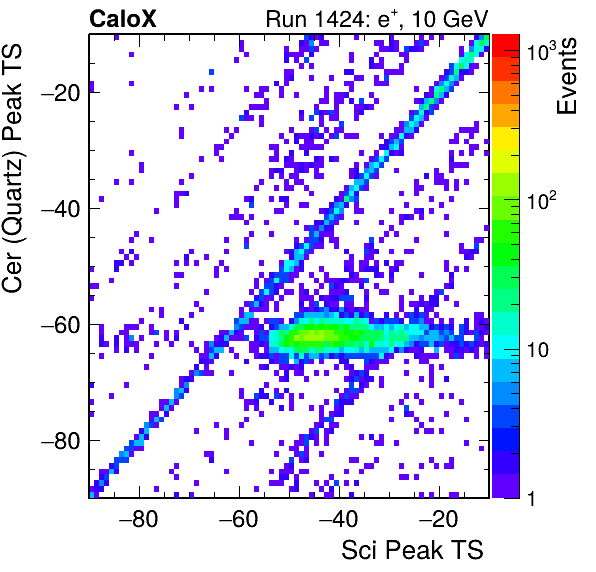 CaloX Run 1424: e⁺, 10 GeV
Cer (Quartz) Peak TS
−20
−40
−60
−80
−80 −60 −40 −20
Sci Peak TS
Events
10³
10²
10
1